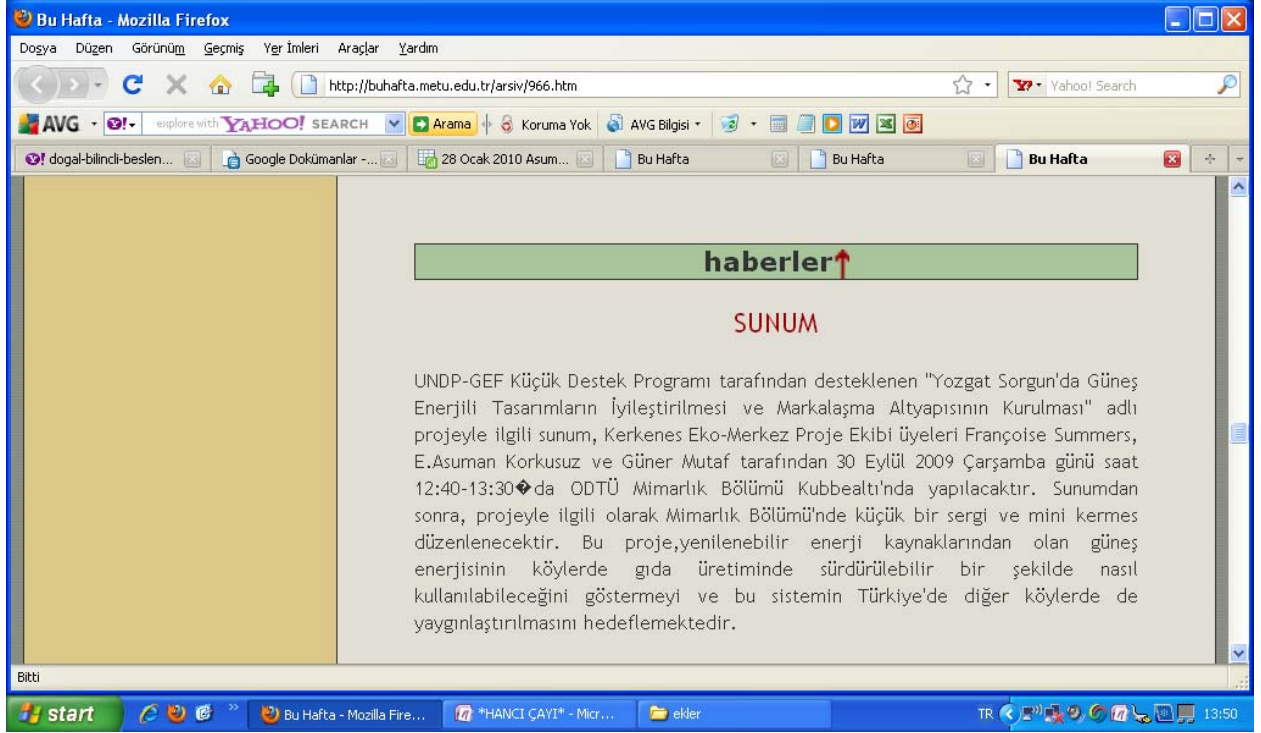 Bu Hafta - Mozilla Firefox
Dosya Düzen Görünüm Geçmiş Yer İmleri Araçlar Yardım
http://buhafta.metu.edu.tr/arsiv/966.htm Yahoo! Search
AVG explore with YAHOO! SEARCH Arama Koruma Yok AVG Bilgisi
dogal-bilincli-beslen... Google Dokümanlar -... 28 Ocak 2010 Asum... Bu Hafta Bu Hafta Bu Hafta
haberler
SUNUM
UNDP-GEF Küçük Destek Programı tarafından desteklenen "Yozgat Sorgun'da Güneş
Enerjili Tasarımların İyileştirilmesi ve Markalaşma Altyapısının Kurulması" adlı
projeyle ilgili sunum, Kerkenes Eko-Merkez Proje Ekibi üyeleri Françoise Summers,
E.Asuman Korkusuz ve Güner Mutaf tarafından 30 Eylül 2009 Çarşamba günü saat
12:40-13:30�da ODTÜ Mimarlık Bölümü Kubbealtı'nda yapılacaktır. Sunumdan
sonra, projeyle ilgili olarak Mimarlık Bölümü'nde küçük bir sergi ve mini kermes
düzenlenecektir. Bu proje,yenilenebilir enerji kaynaklarından olan güneş
enerjisinin köylerde gıda üretiminde sürdürülebilir bir şekilde nasıl
kullanılabileceğini göstermeyi ve bu sistemin Türkiye'de diğer köylerde de
yaygınlaştırılmasını hedeflemektedir.
Bitti
start Bu Hafta - Mozilla Fire... *HANCI ÇAYI* - Micr... ekler TR 13:50